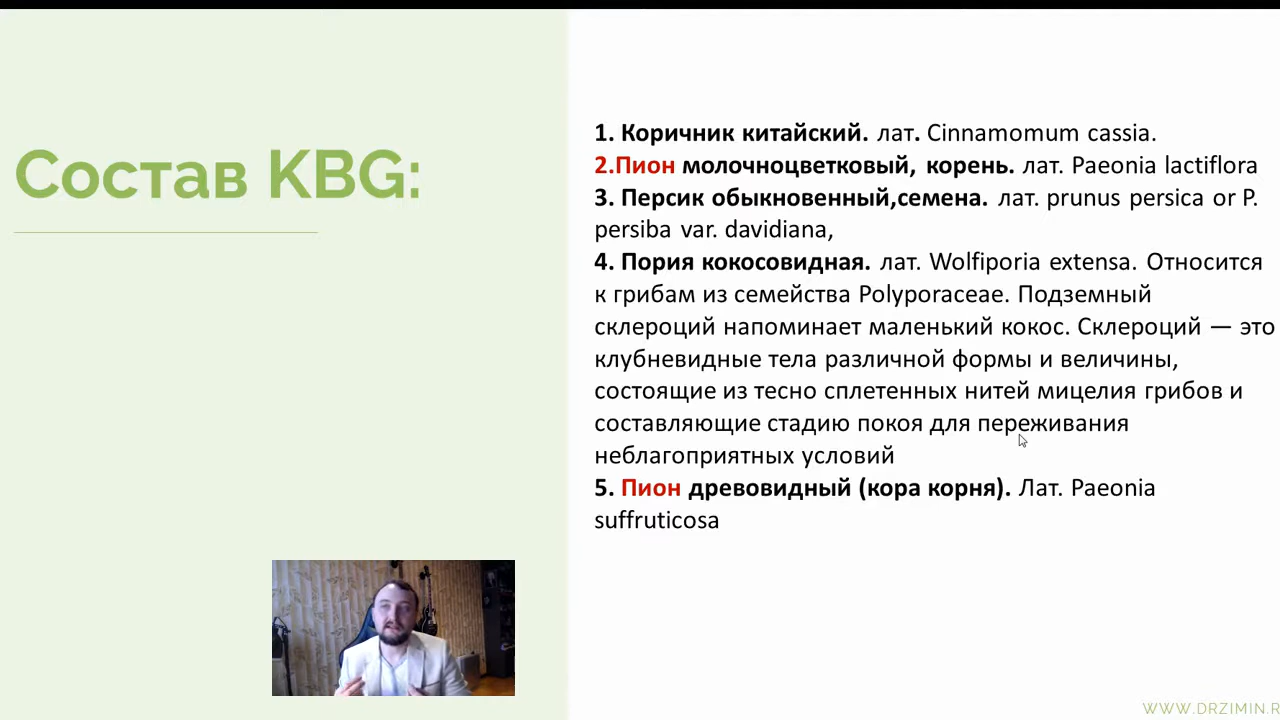 Состав KBG:
1. Коричник китайский. лат. Cinnamomum cassia.
2.Пион молочноцветковый, корень. лат. Paeonia lactiflora
3. Персик обыкновенный,семена. лат. prunus persica or P.
persiba var. davidiana,
4. Пория кокосовидная. лат. Wolfiporia extensa. Относится
к грибам из семейства Polyporaceae. Подземный
склероций напоминает маленький кокос. Склероций — это
клубневидные тела различной формы и величины,
состоящие из тесно сплетенных нитей мицелия грибов и
составляющие стадию покоя для переживания
неблагоприятных условий
5. Пион древовидный (кора корня). Лат. Paeonia
suffruticosa
WWW.DRZIMIN.R